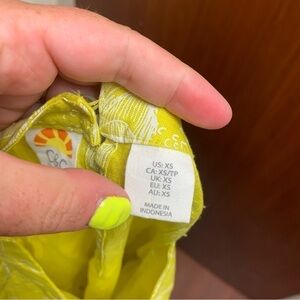 US: XS
CA: XS/TP
UK: XS
EU: XS
AU: XS
MADE IN
INDONESIA